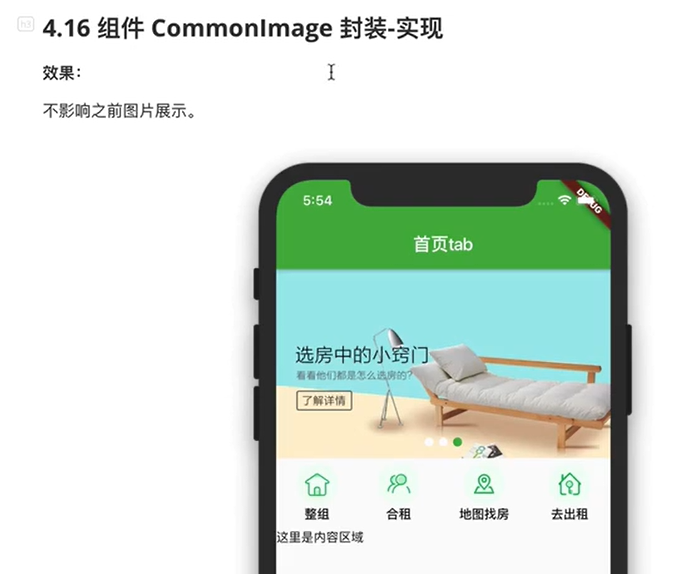 h3
4.16 组件 CommonImage 封装-实现
效果：
不影响之前图片展示。
5:54
DEBUG
首页tab
选房中的小窍门
看看他们都是怎么选房的？
了解详情
整组 合租 地图找房 去出租
这里是内容区域